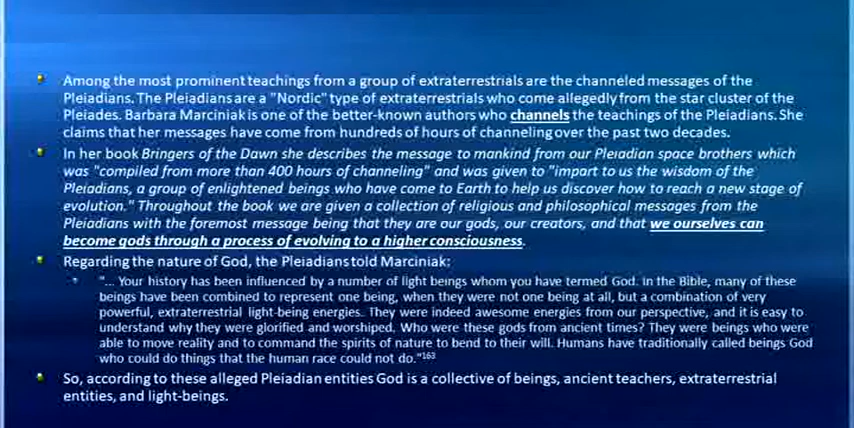 Among the most prominent teachings from a group of extraterrestrials are the channeled messages of the
Pleiadians. The Pleiadians are a "Nordic" type of extraterrestrials who come allegedly from the star cluster of the
Pleiades. Barbara Marciniak is one of the better-known authors who channels the teachings of the Pleiadians. She
claims that her messages have come from hundreds of hours of channeling over the past two decades.
In her book Bringers of the Dawn she describes the message to mankind from our Pleiadian space brothers which
was "compiled from more than 400 hours of channeling" and was given to "impart to us the wisdom of the
Pleiadians, a group of enlightened beings who have come to Earth to help us discover how to reach a new stage of
evolution." Throughout the book we are given a collection of religious and philosophical messages from the
Pleiadians with the foremost message being that they are our gods, our creators, and that we ourselves can
become gods through a process of evolving to a higher consciousness.
Regarding the nature of God, the Pleiadians told Marciniak:
"... Your history has been influenced by a number of light beings whom you have termed God. In the Bible, many of these
beings have been combined to represent one being, when they were not one being at all, but a combination of very
powerful, extraterrestrial light-being energies. They were indeed awesome energies from our perspective, and it is easy to
understand why they were glorified and worshiped. Who were these gods from ancient times? They were beings who were
able to move reality and to command the spirits of nature to bend to their will. Humans have traditionally called beings God
who could do things that the human race could not do."163
So, according to these alleged Pleiadian entities God is a collective of beings, ancient teachers, extraterrestrial
entities, and light-beings.